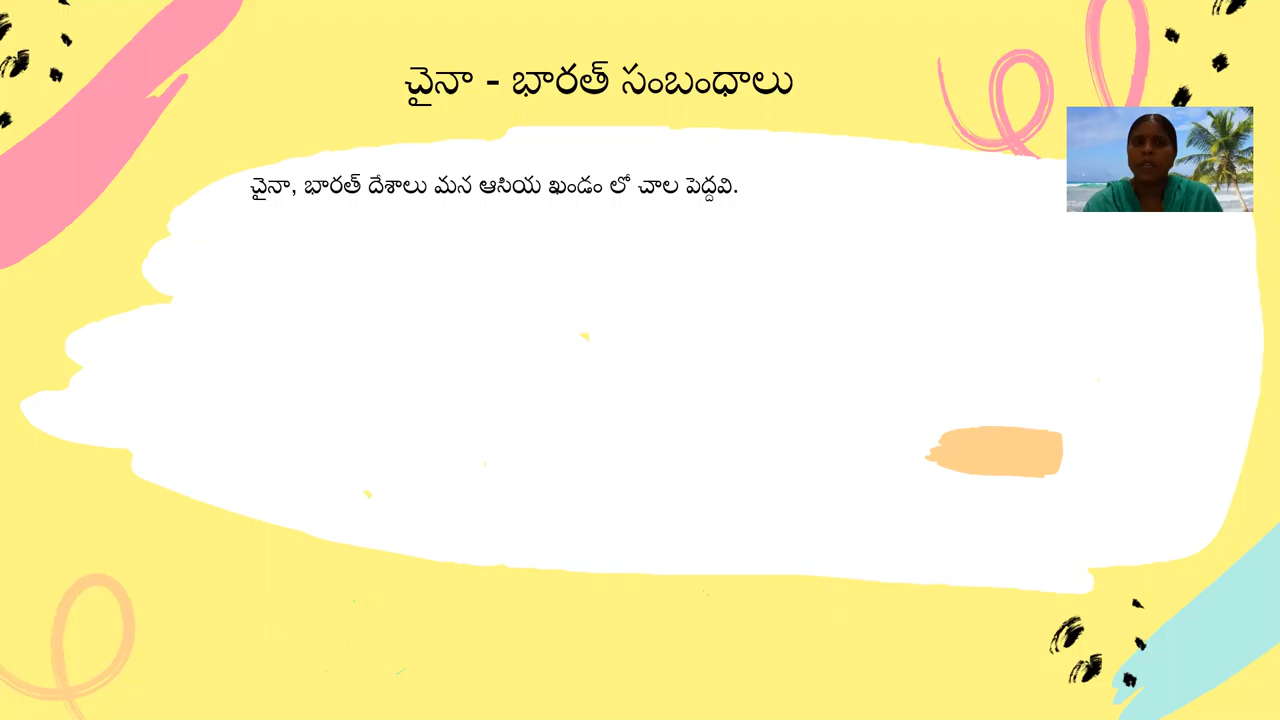 చైనా - భారత్ సంబంధాలు
చైనా, భారత్ దేశాలు మన ఆసియ ఖండం లో చాల పెద్దవి.